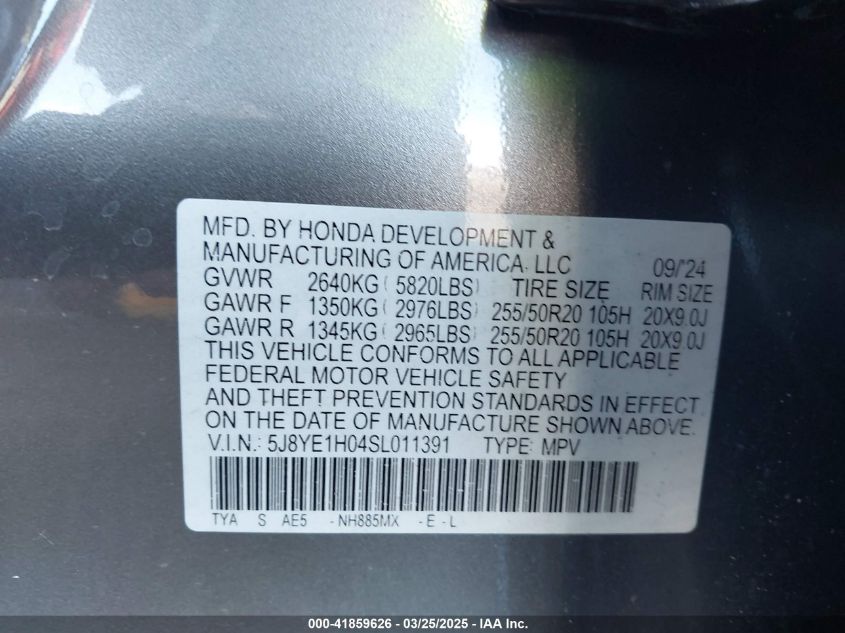 MFD. BY HONDA DEVELOPMENT &
MANUFACTURING OF AMERICA, LLC 09/'24
GVWR 2640KG( 5820LBS) TIRE SIZE RIM SIZE
GAWR F 1350KG( 2976LBS) 255/50R20 105H 20X9.0J
GAWR R 1345KG( 2965LBS) 255/50R20 105H 20X9.0J
THIS VEHICLE CONFORMS TO ALL APPLICABLE
FEDERAL MOTOR VEHICLE SAFETY
AND THEFT PREVENTION STANDARDS IN EFFECT
ON THE DATE OF MANUFACTURE SHOWN ABOVE.
V.I.N.: 5J8YE1H04SL011391 TYPE: MPV
TYA S AE5 -NH885MX -E-L
000-41859626 - 03/25/2025 - IAA Inc.